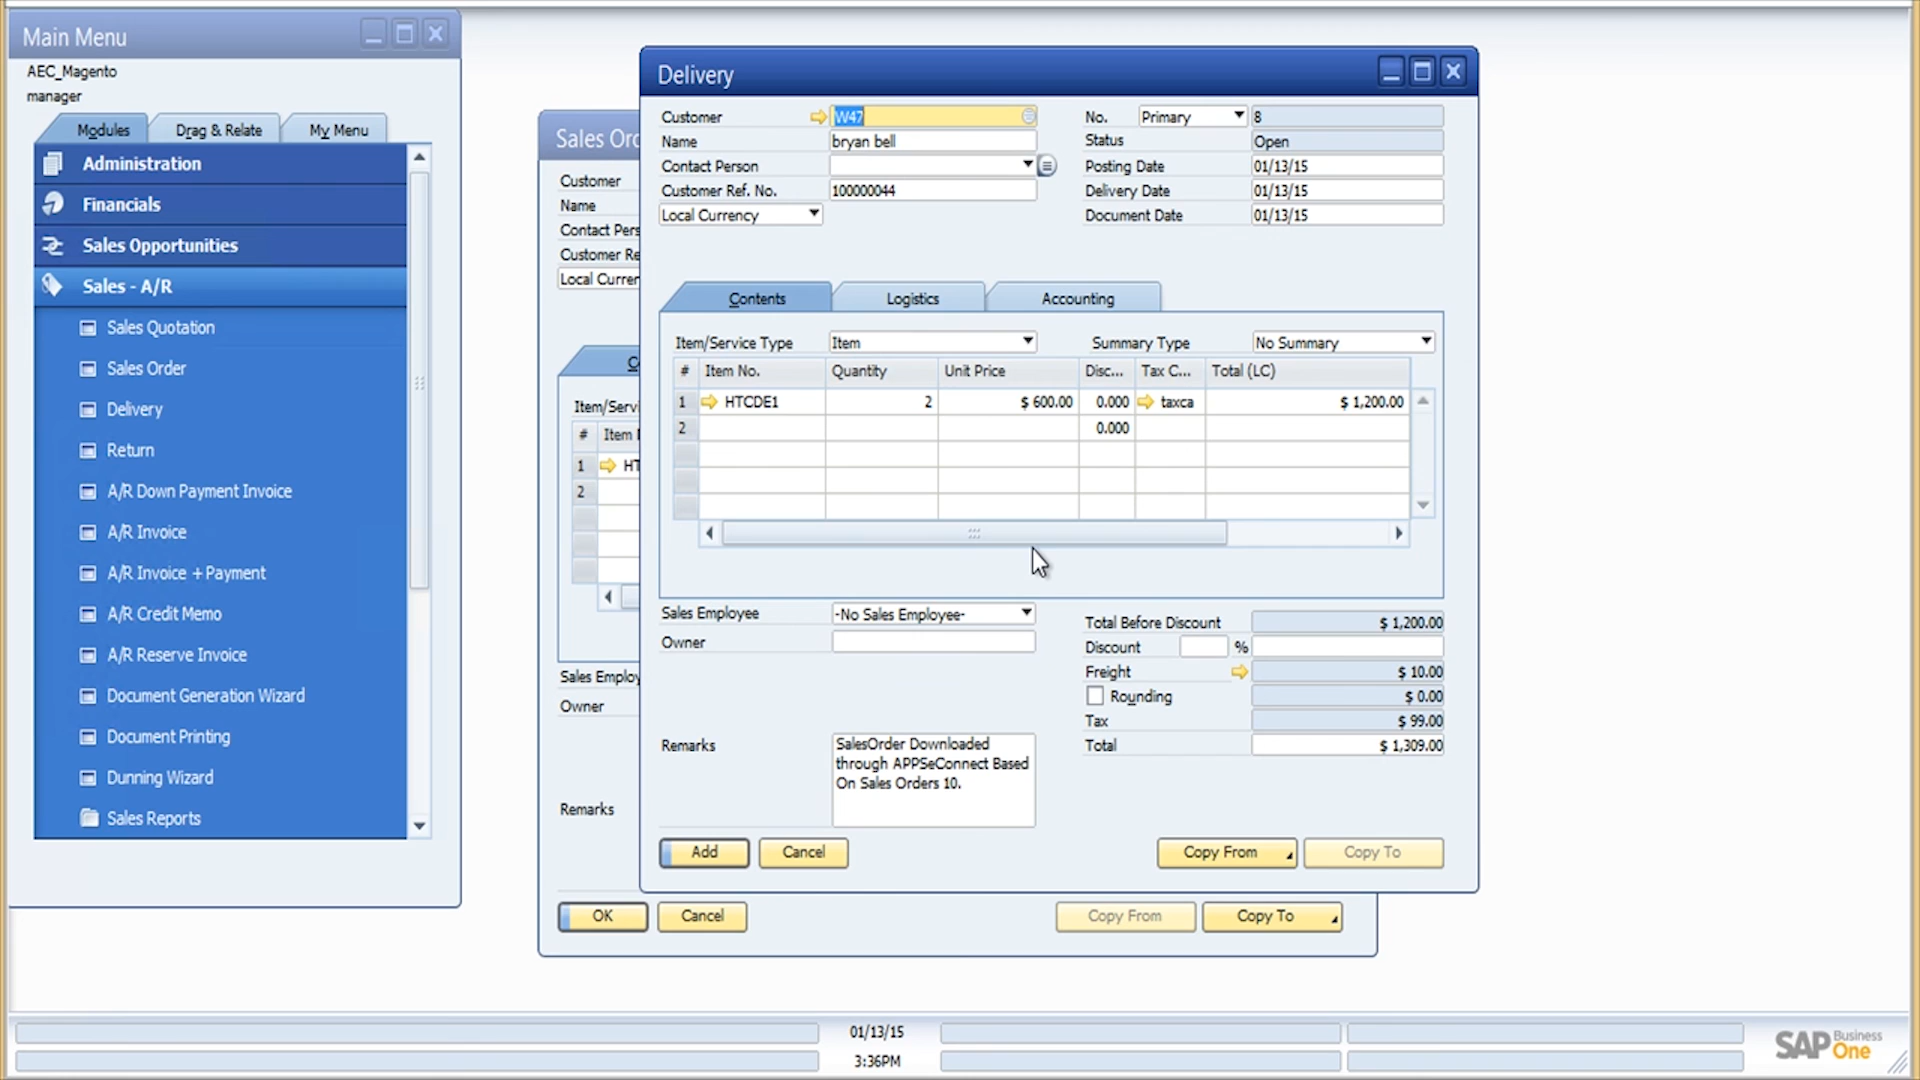 Main Menu
AEC_Magento
manager
Modules
Drag & Relate
My Menu
Administration
Financials
Sales Opportunities
Sales - A/R
Sales Quotation
Sales Order
Delivery
Return
A/R Down Payment Invoice
A/R Invoice
A/R Invoice + Payment
A/R Credit Memo
A/R Reserve Invoice
Document Generation Wizard
Document Printing
Dunning Wizard
Sales Reports
Sales Ord
Customer
Name
Contact Pers
Customer Re
Local Curren
Item/Servi
# Item
1 HT
2
Sales Employ
Owner
Remarks
OK
Cancel
Copy From
Copy To
Delivery
Customer W47
Name bryan bell
Contact Person
Customer Ref. No. 100000044
Local Currency
No. Primary 8
Status Open
Posting Date 01/13/15
Delivery Date 01/13/15
Document Date 01/13/15
Contents
Logistics
Accounting
Item/Service Type Item
Summary Type No Summary
# Item No. Quantity Unit Price Disc... Tax C... Total (LC)
1 HTCDE1 2 $ 600.00 0.000 taxca $ 1,200.00
2 0.000
Sales Employee -No Sales Employee-
Owner
Total Before Discount $ 1,200.00
Discount %
Freight $ 10.00
Rounding $ 0.00
Tax $ 99.00
Total $ 1,309.00
Remarks
SalesOrder Downloaded
through APPSeConnect Based
On Sales Orders 10.
Add
Cancel
Copy From
Copy To
01/13/15
3:36PM
SAP Business One